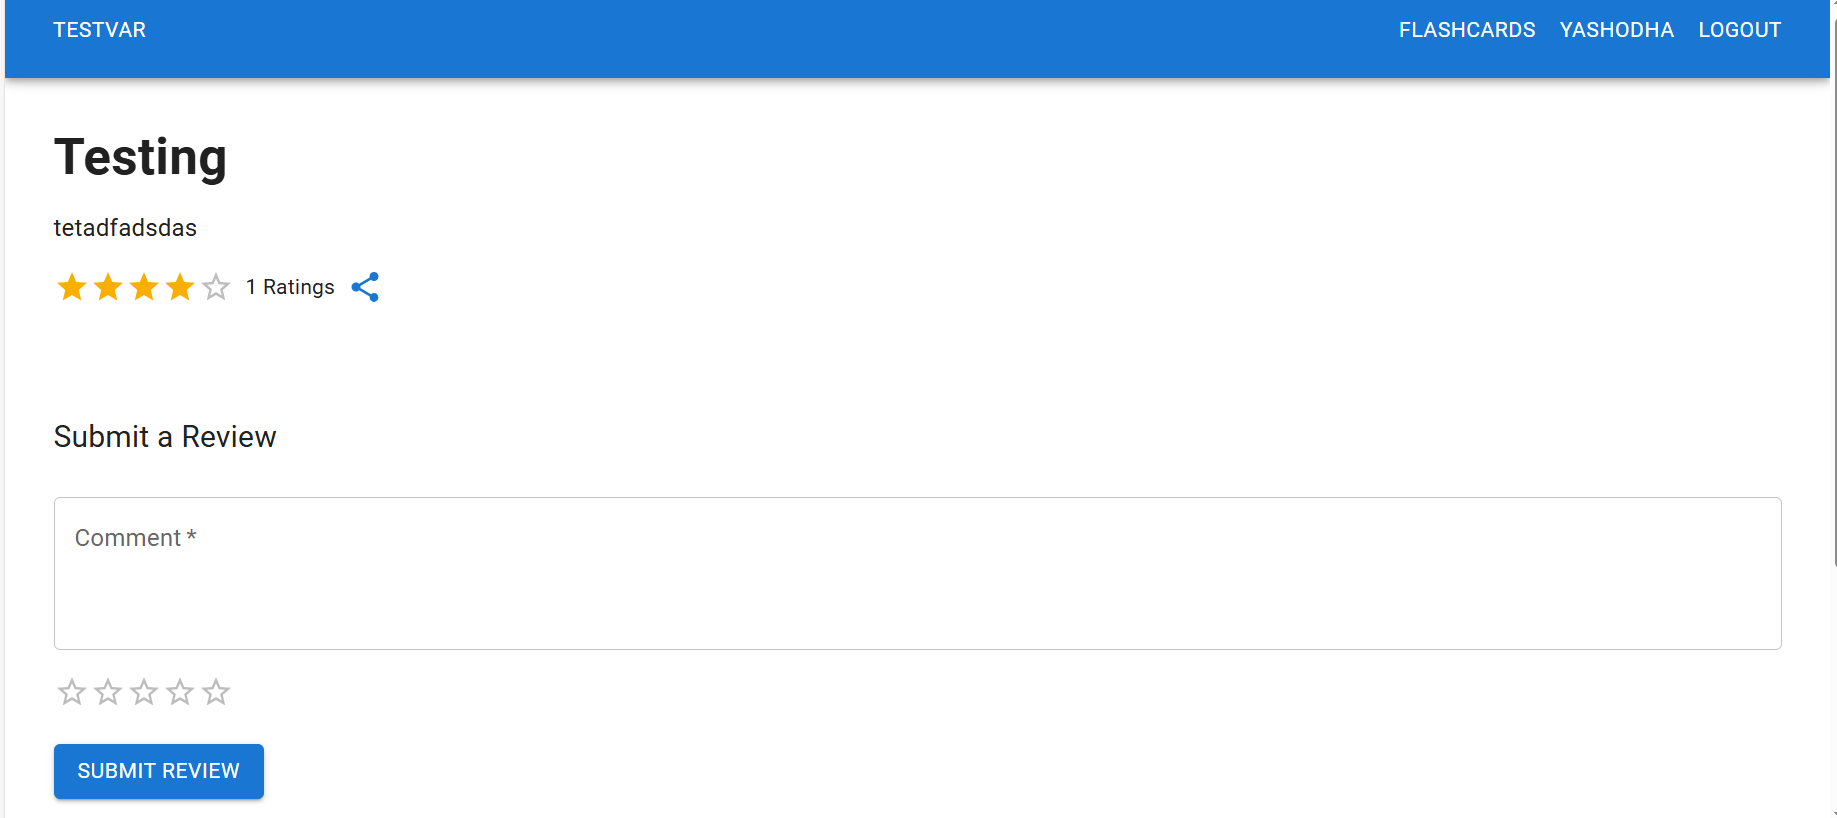 TESTVAR FLASHCARDS YASHODHA LOGOUT
Testing
tetadfadsdas
1 Ratings
Submit a Review
Comment *
SUBMIT REVIEW